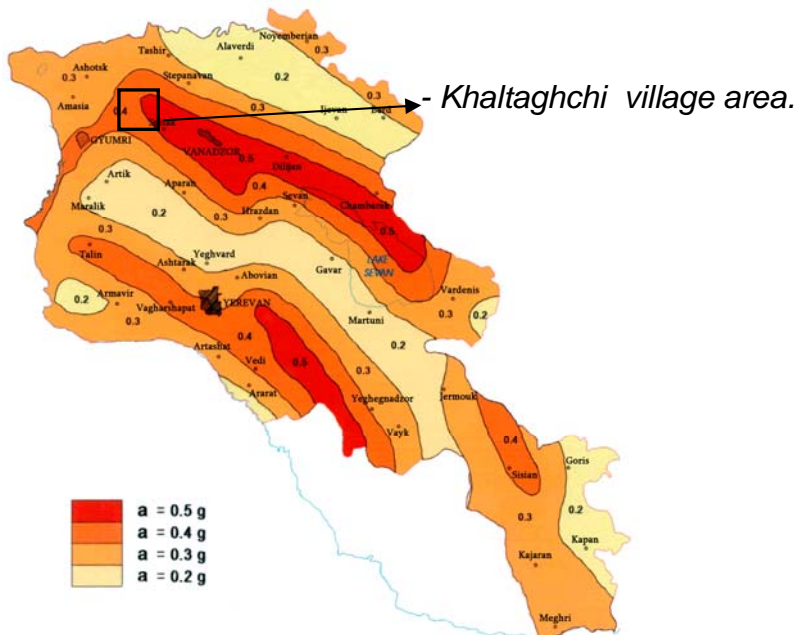 Noyemberjan
0.3
Alaverdi
Tashir
Ashotsk
0.3
0.2
Stepanavan
0.3
Amasia
0.4
0.3
Ijevan
Berd
- Khaltaghchi village area.
GYUMRI
VANADZOR
0.5
Dilijen
Artik
Aparan
0.4
Sevan
Chambarak
Maralik
0.2
0.3
Hrazdan
0.5
0.3
Talin
Ashtarak
Yeghvard
Abovian
Gavar
LAKE
SEVAN
Vardenis
0.2
Armavir
Vagharshapat
YEREVAN
Martuni
0.3
0.2
0.3
Artashat
0.4
0.2
Vedi
0.5
0.3
Ararat
Yeghegnadzor
Jermouk
Vayk
0.4
Sisian
Goris
0.2
0.3
Kapan
Kajaran
Meghri
a = 0.5 g
a = 0.4 g
a = 0.3 g
a = 0.2 g